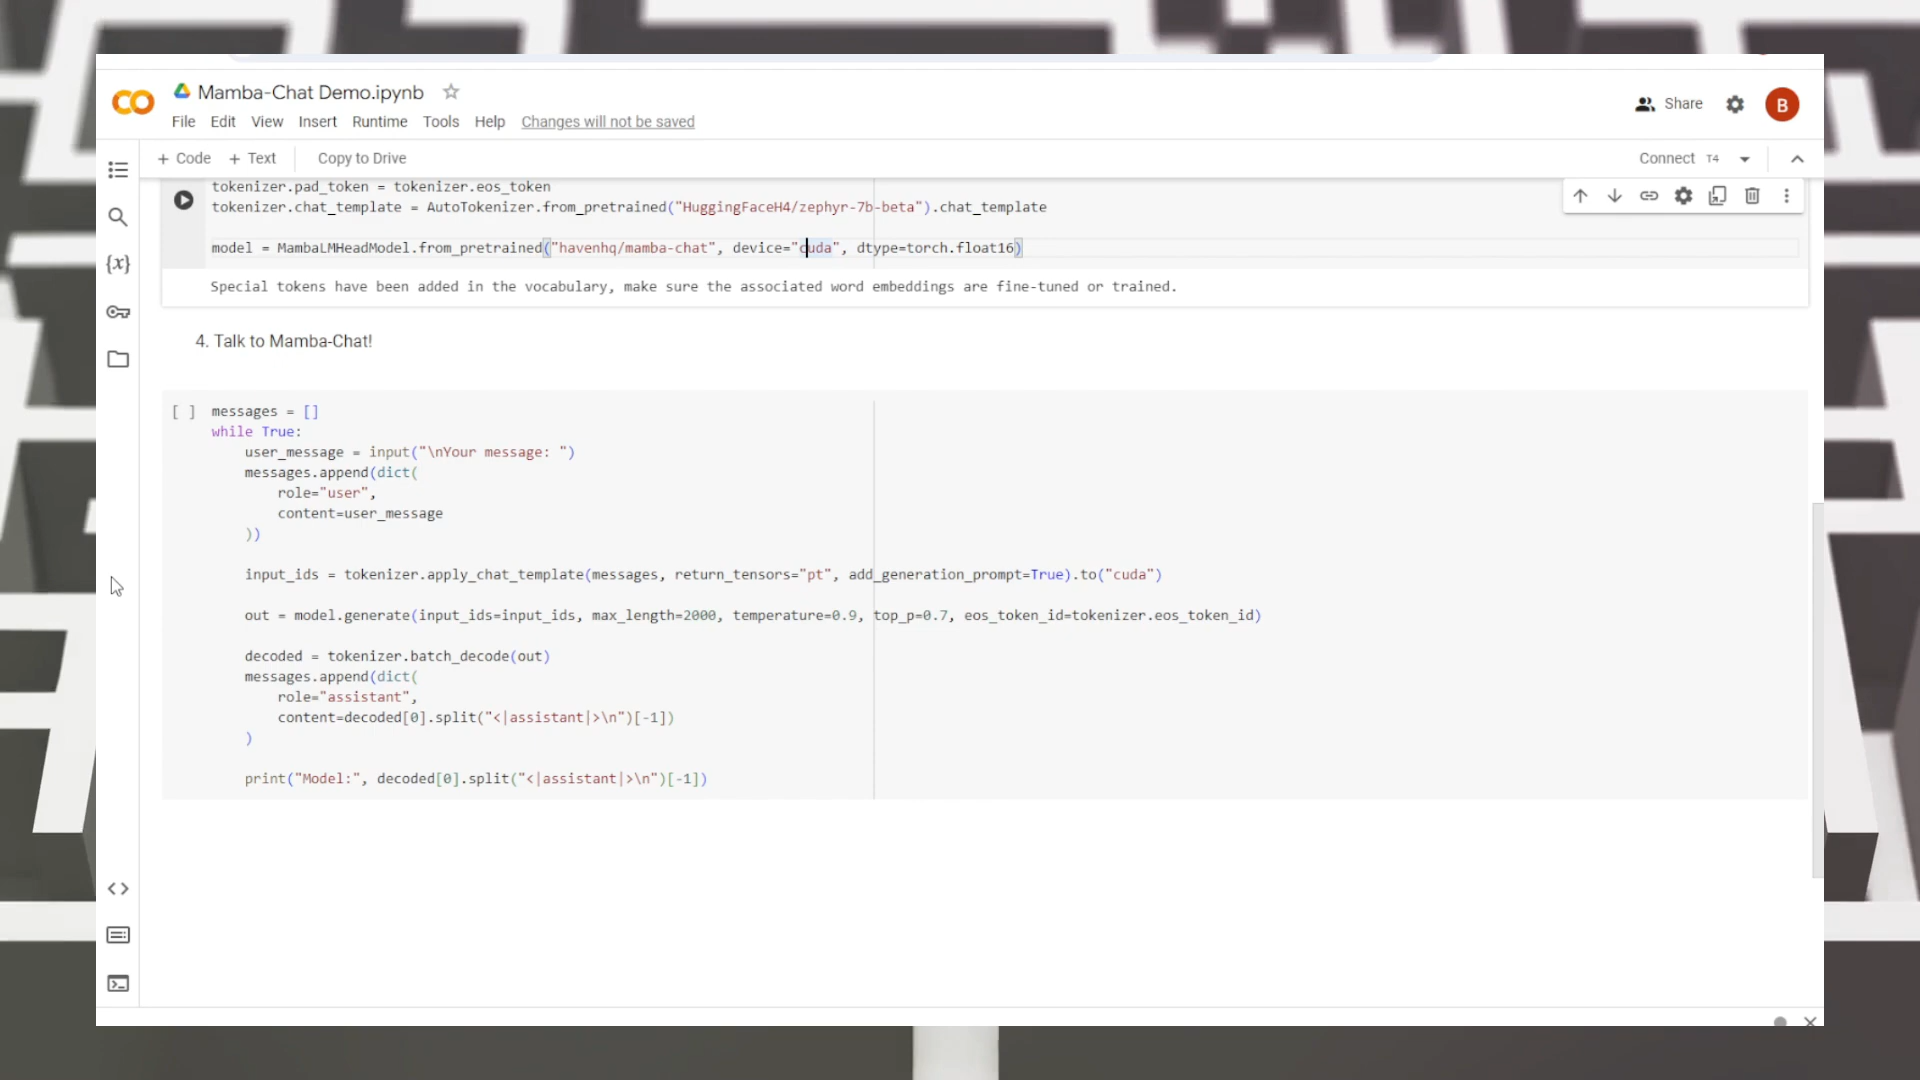 Mamba-Chat Demo.ipynb
File Edit View Insert Runtime Tools Help Changes will not be saved
Share
B
+ Code + Text Copy to Drive
Connect T4
tokenizer.pad_token = tokenizer.eos_token
tokenizer.chat_template = AutoTokenizer.from_pretrained("HuggingFaceH4/zephyr-7b-beta").chat_template
model = MambaLMHeadModel.from_pretrained("havenhq/mamba-chat", device="cuda", dtype=torch.float16)
Special tokens have been added in the vocabulary, make sure the associated word embeddings are fine-tuned or trained.
4. Talk to Mamba-Chat!
[ ] messages = []
while True:
user_message = input("\nYour message: ")
messages.append(dict(
role="user",
content=user_message
))
input_ids = tokenizer.apply_chat_template(messages, return_tensors="pt", add_generation_prompt=True).to("cuda")
out = model.generate(input_ids=input_ids, max_length=2000, temperature=0.9, top_p=0.7, eos_token_id=tokenizer.eos_token_id)
decoded = tokenizer.batch_decode(out)
messages.append(dict(
role="assistant",
content=decoded[0].split("<|assistant|>\n")[-1])
)
print("Model:", decoded[0].split("<|assistant|>\n")[-1])